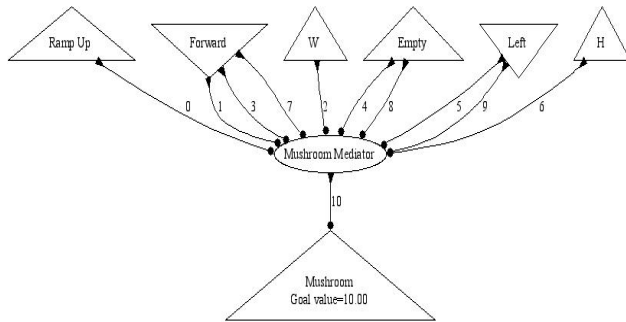 Ramp Up Forward W Empty Left H
0 1 3 7 2 4 8 5 9 6
Mushroom Mediator
10
Mushroom
Goal value=10.00